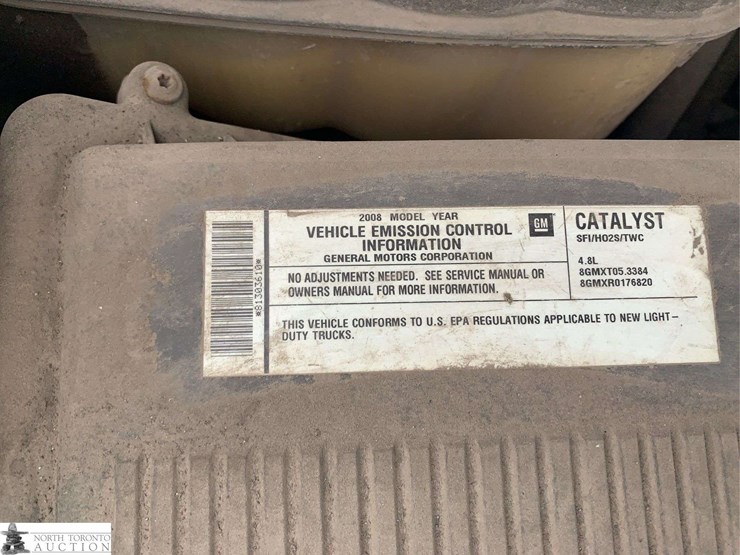 2008 MODEL YEAR
VEHICLE EMISSION CONTROL
INFORMATION
GENERAL MOTORS CORPORATION
GM
CATALYST
SFI/HO2S/TWC
4.8L
8GMXT05.3384
8GMXR0176820
NO ADJUSTMENTS NEEDED. SEE SERVICE MANUAL OR
OWNERS MANUAL FOR MORE INFORMATION.
THIS VEHICLE CONFORMS TO U.S. EPA REGULATIONS APPLICABLE TO NEW LIGHT-
DUTY TRUCKS.
*81303610*
NORTH TORONTO
AUCTION